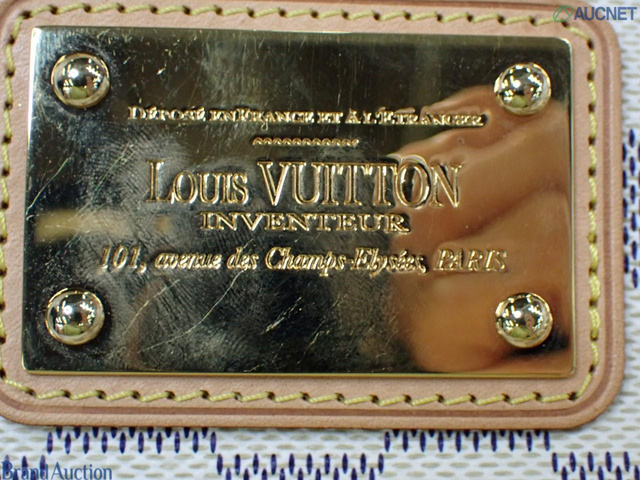 AUCNET
DÉPOSÉ EN FRANCE ET A L'ÉTRANGER
LOUIS VUITTON
INVENTEUR
101, avenue des Champs-Elysées, PARIS
Brand Auction